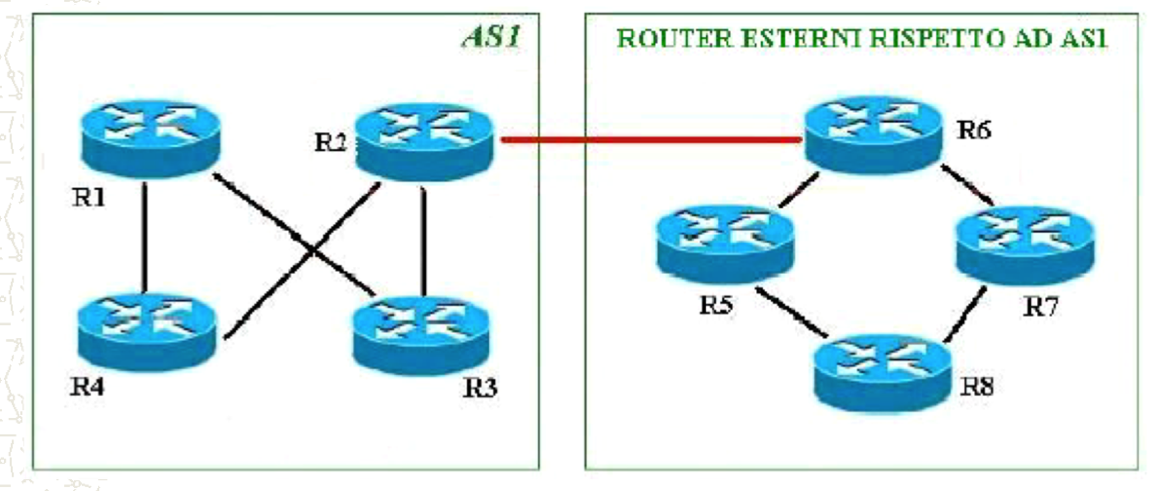 AS1
ROUTER ESTERNI RISPETTO AD AS1
R1
R2
R4
R3
R6
R5
R7
R8